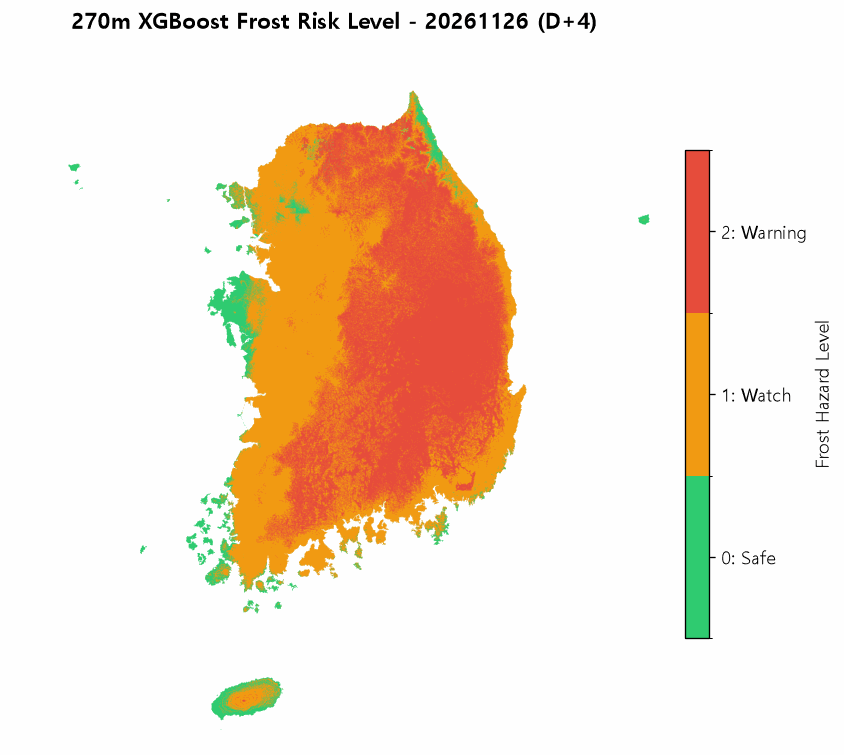 270m XGBoost Frost Risk Level - 20261126 (D+4)
2: Warning
1: Watch
0: Safe
Frost Hazard Level